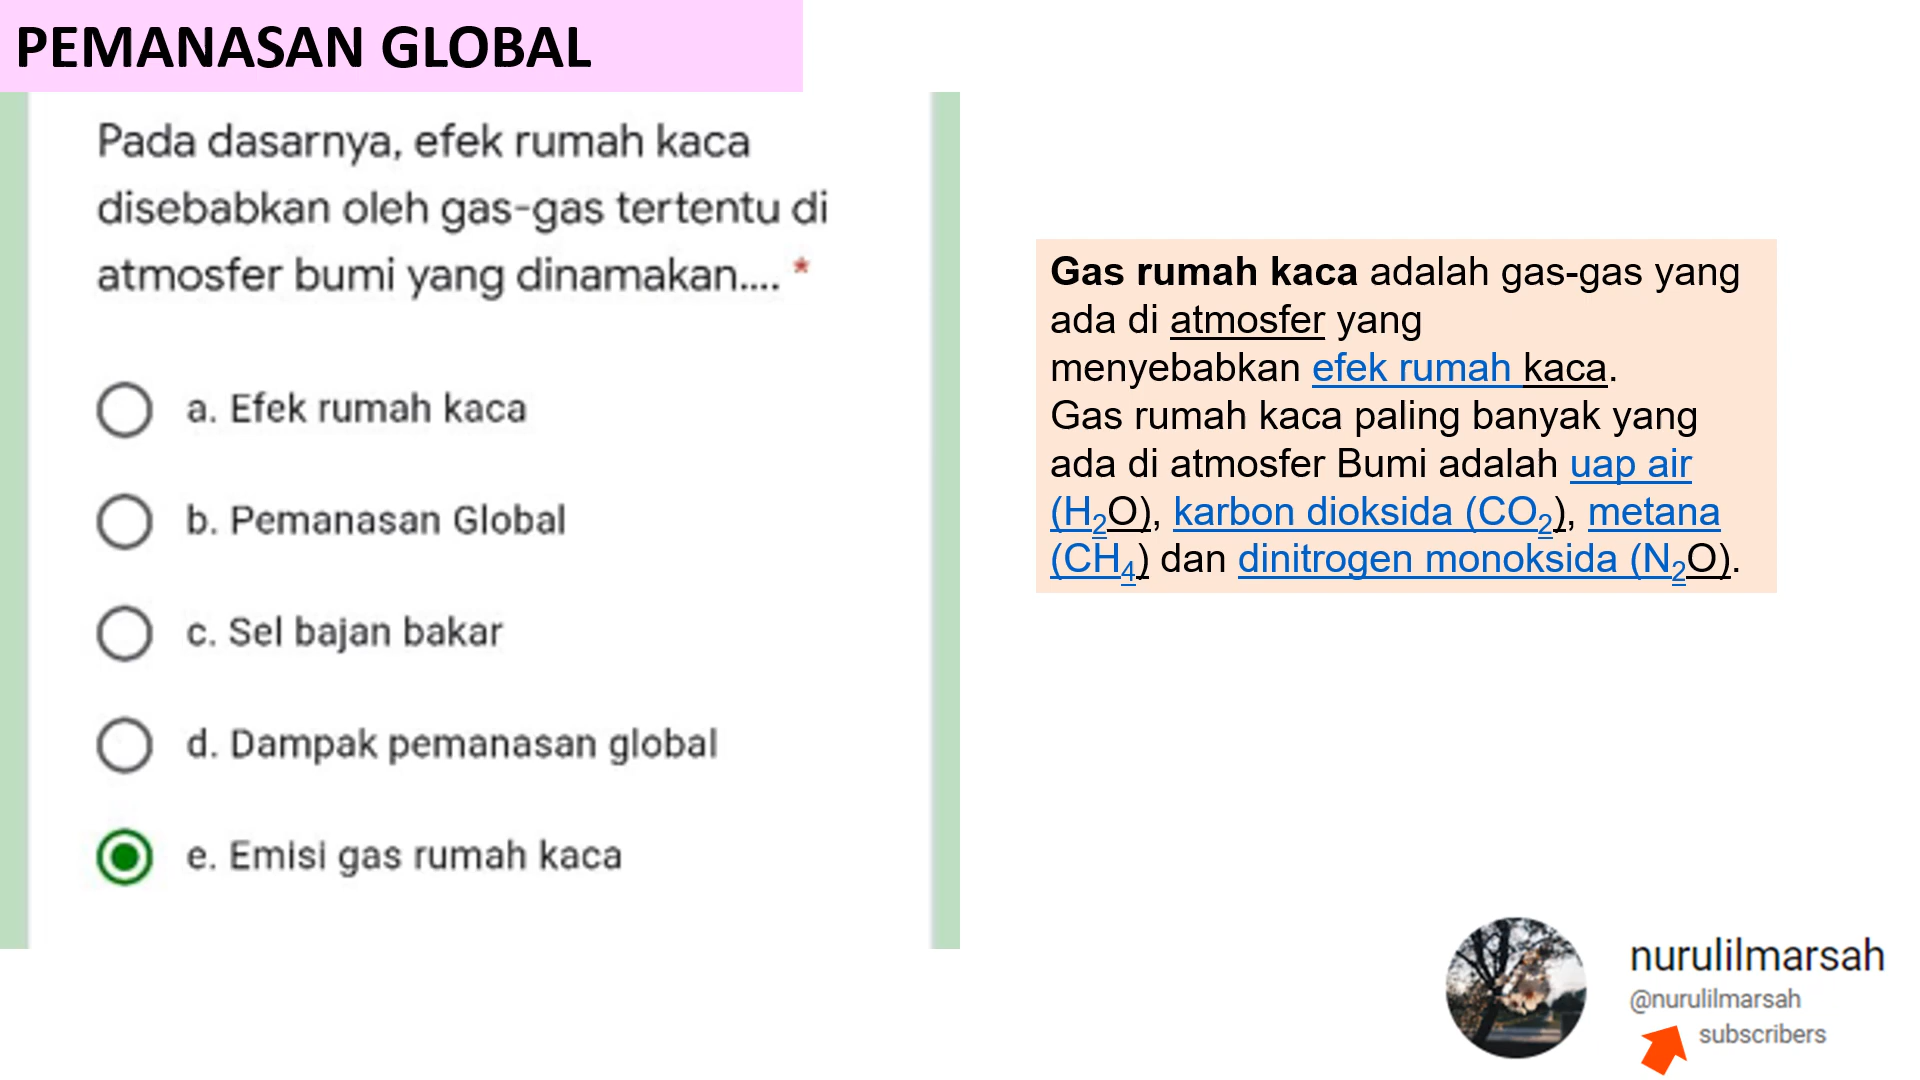 PEMANASAN GLOBAL
Pada dasarnya, efek rumah kaca
disebabkan oleh gas-gas tertentu di
atmosfer bumi yang dinamakan.... *
a. Efek rumah kaca
b. Pemanasan Global
c. Sel bajan bakar
d. Dampak pemanasan global
e. Emisi gas rumah kaca
Gas rumah kaca adalah gas-gas yang
ada di atmosfer yang
menyebabkan efek rumah kaca.
Gas rumah kaca paling banyak yang
ada di atmosfer Bumi adalah uap air
(H₂O), karbon dioksida (CO₂), metana
(CH₄) dan dinitrogen monoksida (N₂O).
nurulilmarsah
@nurulilmarsah
subscribers